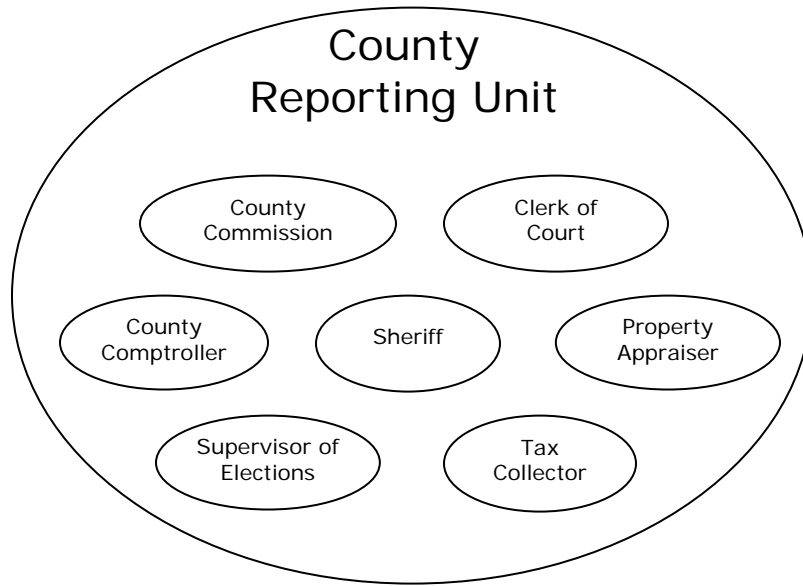 County
Reporting Unit
County
Commission
Clerk of
Court
County
Comptroller
Sheriff
Property
Appraiser
Supervisor of
Elections
Tax
Collector